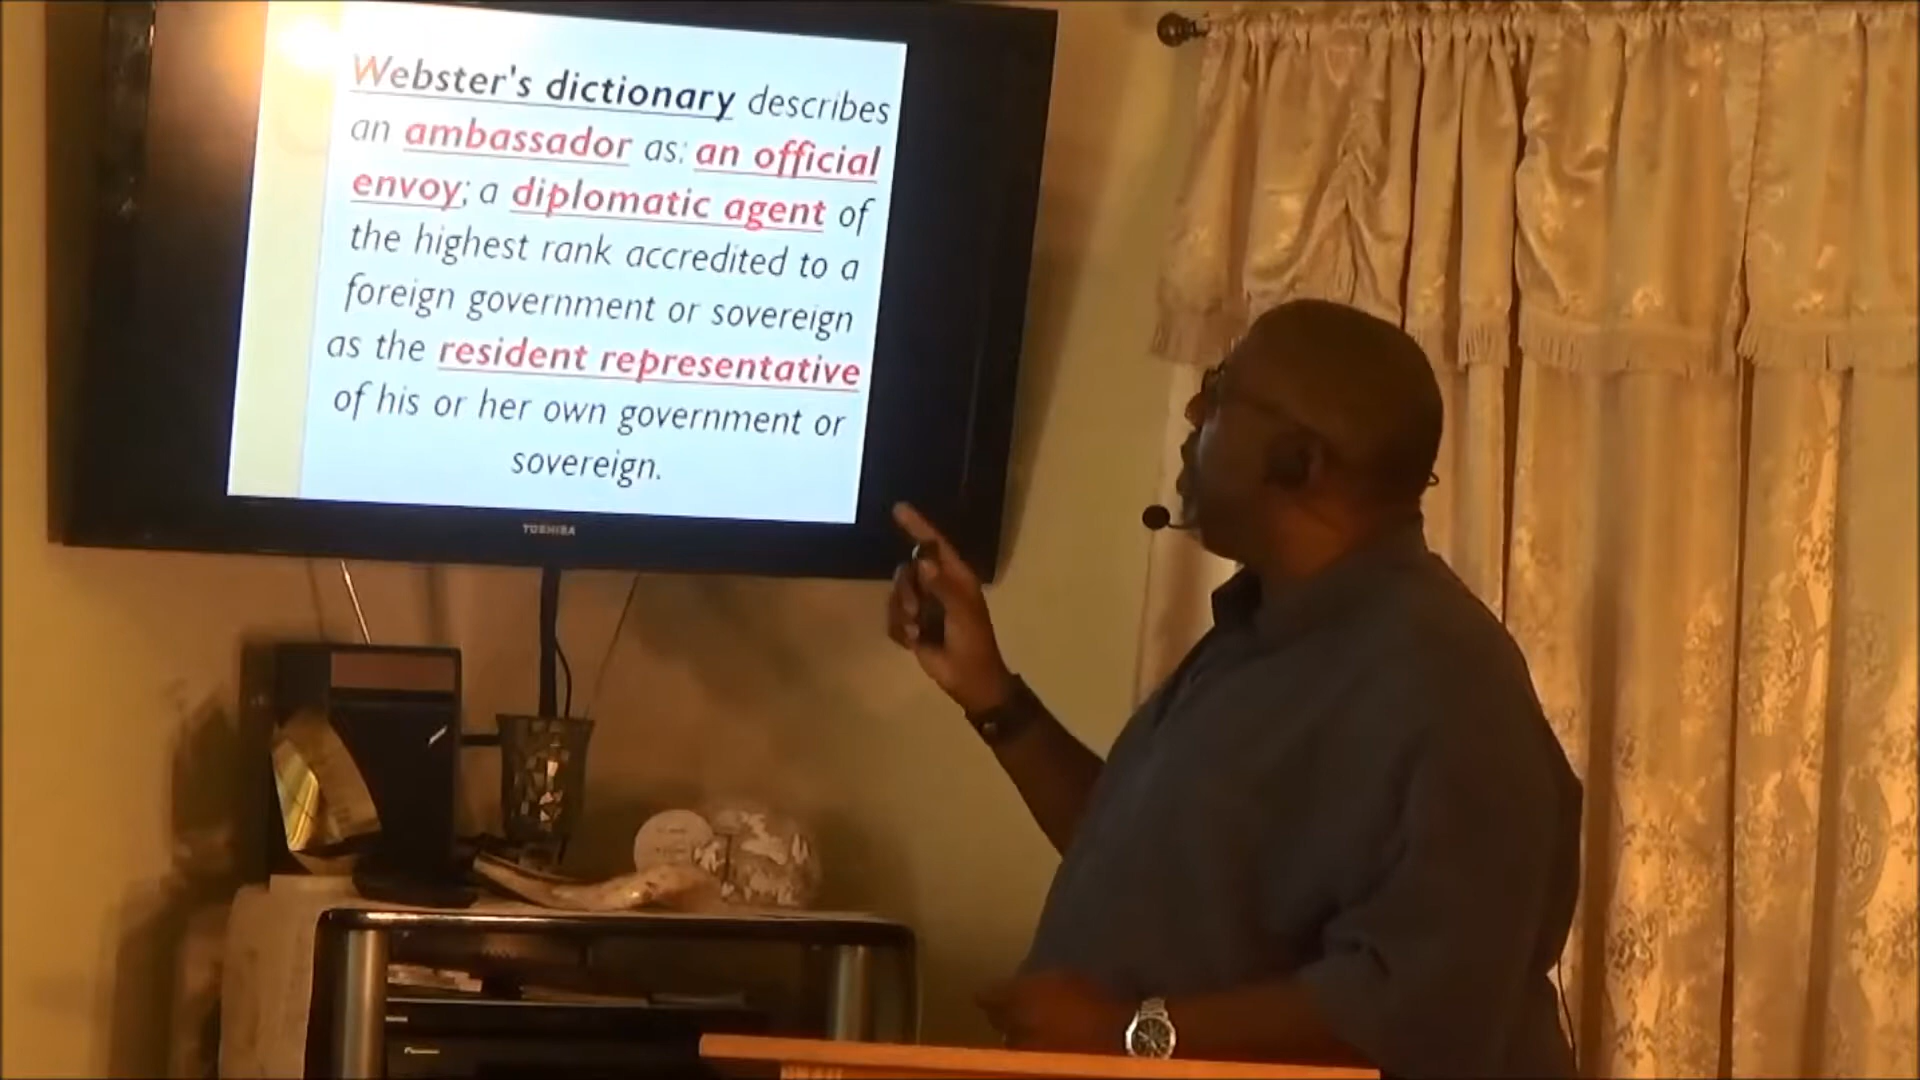 Webster's dictionary describes
an ambassador as: an official
envoy; a diplomatic agent of
the highest rank accredited to a
foreign government or sovereign
as the resident representative
of his or her own government or
sovereign.
TOSHIBA
Pioneer